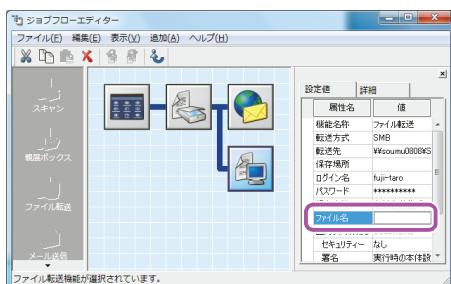 ジョブフローエディター
ファイル(F) 編集(E) 表示(V) 追加(A) ヘルプ(H)
スキャン
親展ボックス
ファイル転送
メール送信
設定値 詳細
属性名 値
機能名称 ファイル転送
転送方式 SMB
転送先 ¥¥soumu0808¥S
保存場所
ログイン名 fuji-taro
パスワード **********
ファイル名
セキュリティー なし
署名 実行時の本体設
ファイル転送機能が選択されています。